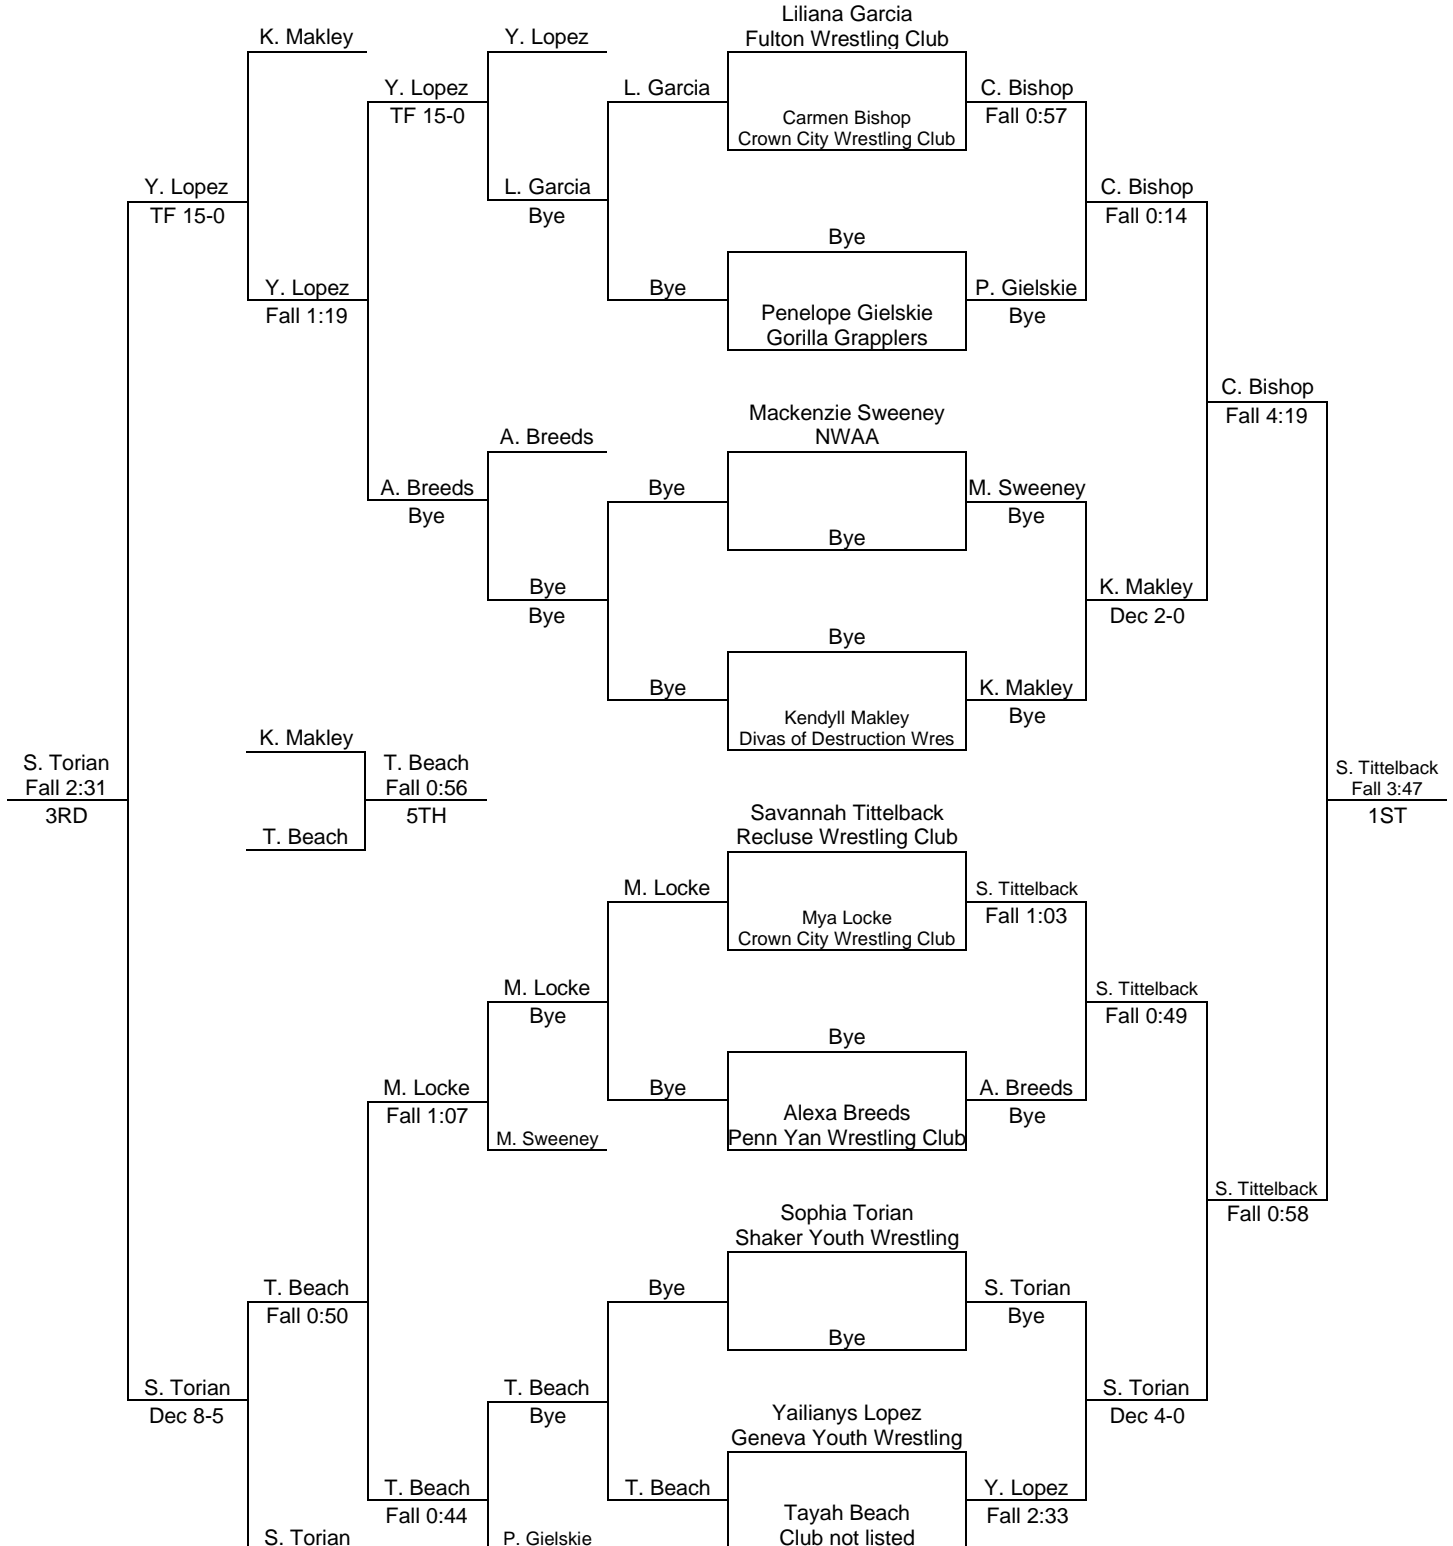 Liliana Garcia
K. Makley
Y. Lopez
Fulton Wrestling Club
Y. Lopez
L. Garcia
C. Bishop
TF 15-0
Carmen Bishop
Fall 0:57
Crown City Wrestling Club
Y. Lopez
L. Garcia
C. Bishop
TF 15-0
Bye
Fall 0:14
Bye
Y. Lopez
Bye
P. Gielskie
Fall 1:19
Penelope Gielskie
Bye
Gorilla Grapplers
C. Bishop
Mackenzie Sweeney
Fall 4:19
A. Breeds
NWAA
A. Breeds
Bye
M. Sweeney
Bye
Bye
Bye
Bye
K. Makley
Bye
Dec 2-0
Bye
Bye
K. Makley
Kendyll Makley
Bye
K. Makley
Divas of Destruction Wres
S. Torian
T. Beach
S. Tittelback
Fall 2:31
Fall 0:56
Fall 3:47
3RD
5TH
Savannah Tittelback
1ST
T. Beach
Recluse Wrestling Club
M. Locke
S. Tittelback
Mya Locke
Fall 1:03
Crown City Wrestling Club
M. Locke
S. Tittelback
Bye
Fall 0:49
Bye
M. Locke
Bye
A. Breeds
Fall 1:07
Alexa Breeds
Bye
M. Sweeney
Penn Yan Wrestling Club
S. Tittelback
Sophia Torian
Fall 0:58
Shaker Youth Wrestling
T. Beach
Bye
S. Torian
Fall 0:50
Bye
Bye
S. Torian
T. Beach
S. Torian
Dec 8-5
Bye
Yailianys Lopez
Dec 4-0
Geneva Youth Wrestling
T. Beach
T. Beach
Y. Lopez
Fall 0:44
Tayah Beach
Fall 2:33
S. Torian
P. Gielskie
Club not listed